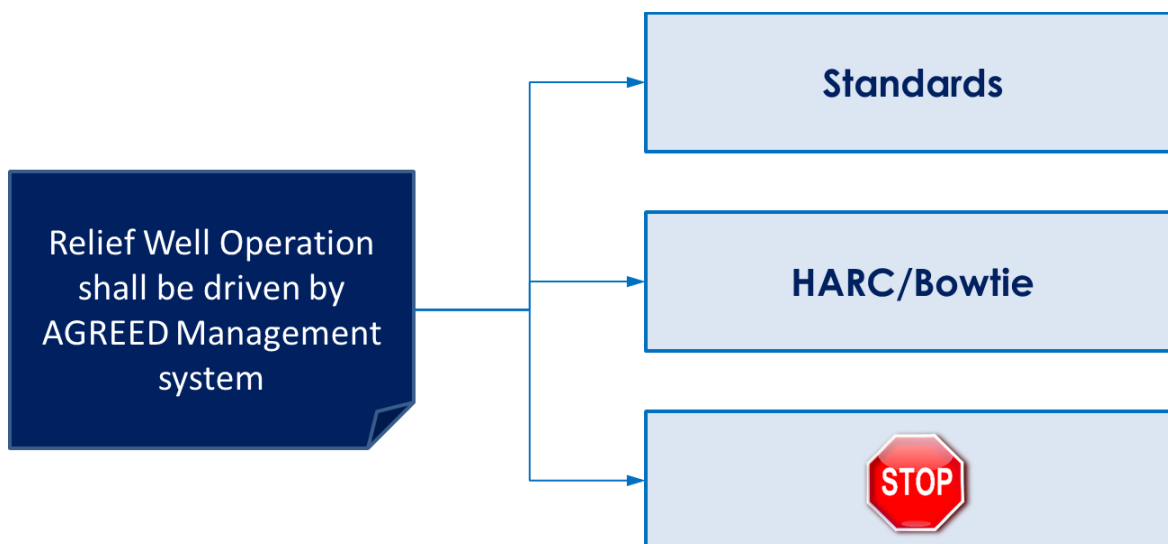 Standards
Relief Well Operation
shall be driven by
AGREED Management
system
HARC/Bowtie
STOP